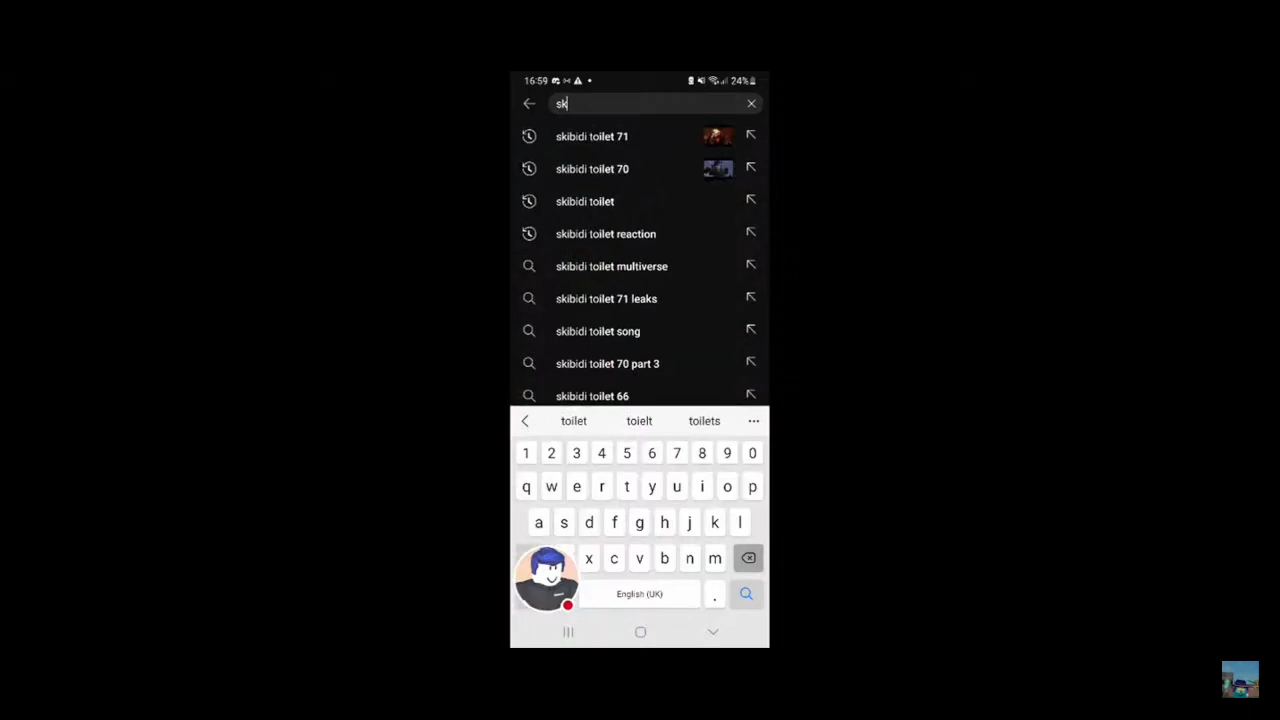 16:59 24%
sk
skibidi toilet 71
skibidi toilet 70
skibidi toilet
skibidi toilet reaction
skibidi toilet multiverse
skibidi toilet 71 leaks
skibidi toilet song
skibidi toilet 70 part 3
skibidi toilet 66
toilet toielt toilets
1 2 3 4 5 6 7 8 9 0
q w e r t y u i o p
a s d f g h j k l
x c v b n m
English (UK) .